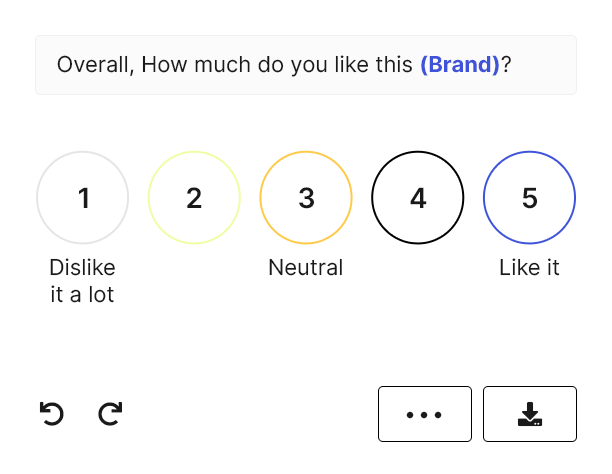 Overall, How much do you like this (Brand)?
1 2 3 4 5
Dislike
it a lot
Neutral
Like it